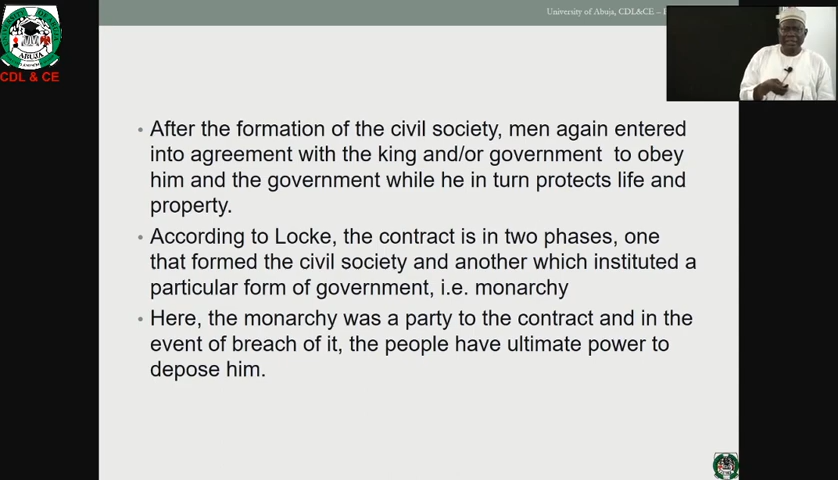 University of Abuja, CDL&CE –
ABUJA
CDL & CE
• After the formation of the civil society, men again entered
into agreement with the king and/or government to obey
him and the government while he in turn protects life and
property.
• According to Locke, the contract is in two phases, one
that formed the civil society and another which instituted a
particular form of government, i.e. monarchy
• Here, the monarchy was a party to the contract and in the
event of breach of it, the people have ultimate power to
depose him.